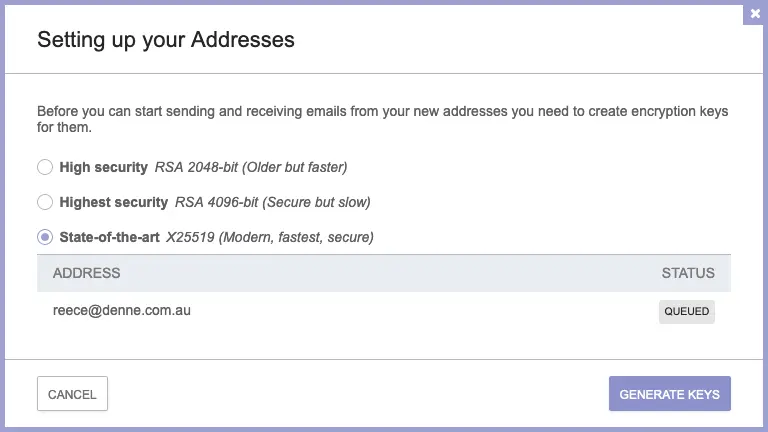 Setting up your Addresses
Before you can start sending and receiving emails from your new addresses you need to create encryption keys
for them.
High security RSA 2048-bit (Older but faster)
Highest security RSA 4096-bit (Secure but slow)
State-of-the-art X25519 (Modern, fastest, secure)
ADDRESS STATUS
reece@denne.com.au QUEUED
CANCEL GENERATE KEYS